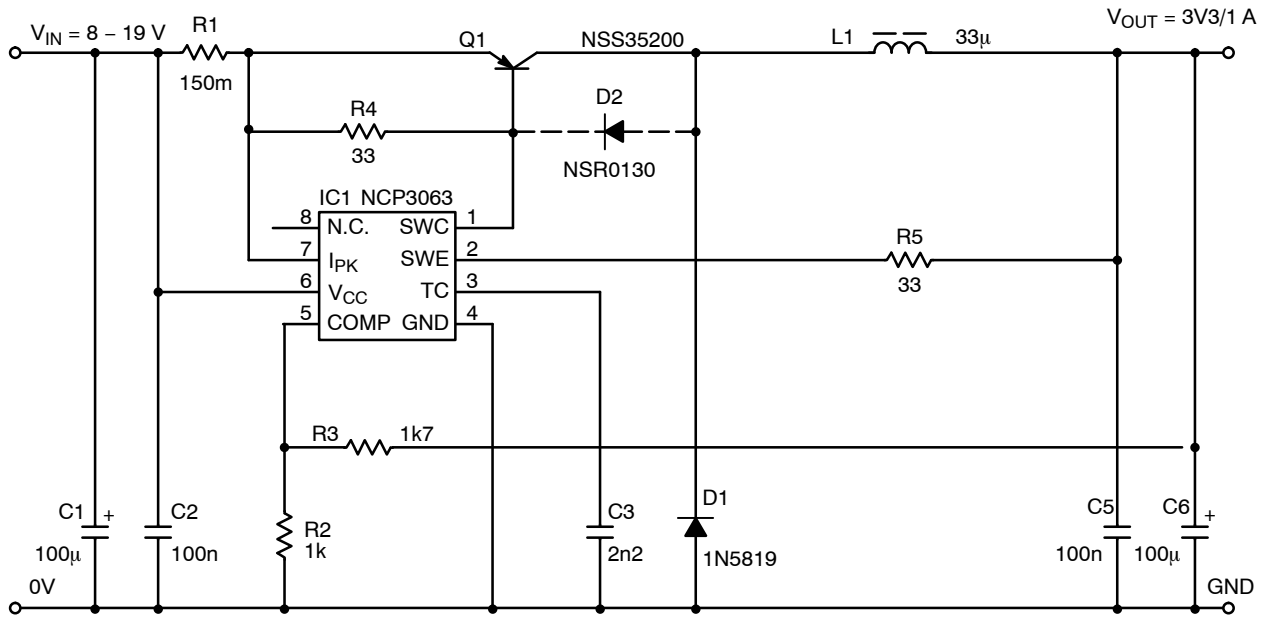 V_IN = 8 – 19 V
R1
150m
Q1
NSS35200
L1
33μ
V_OUT = 3V3/1 A
R4
33
D2
NSR0130
IC1 NCP3063
8 N.C. SWC 1
7 I_PK SWE 2
6 V_CC TC 3
5 COMP GND 4
R5
33
R3 1k7
C1 +
100μ
C2
100n
R2
1k
C3
2n2
D1
1N5819
C5
100n
C6 +
100μ
0V
GND